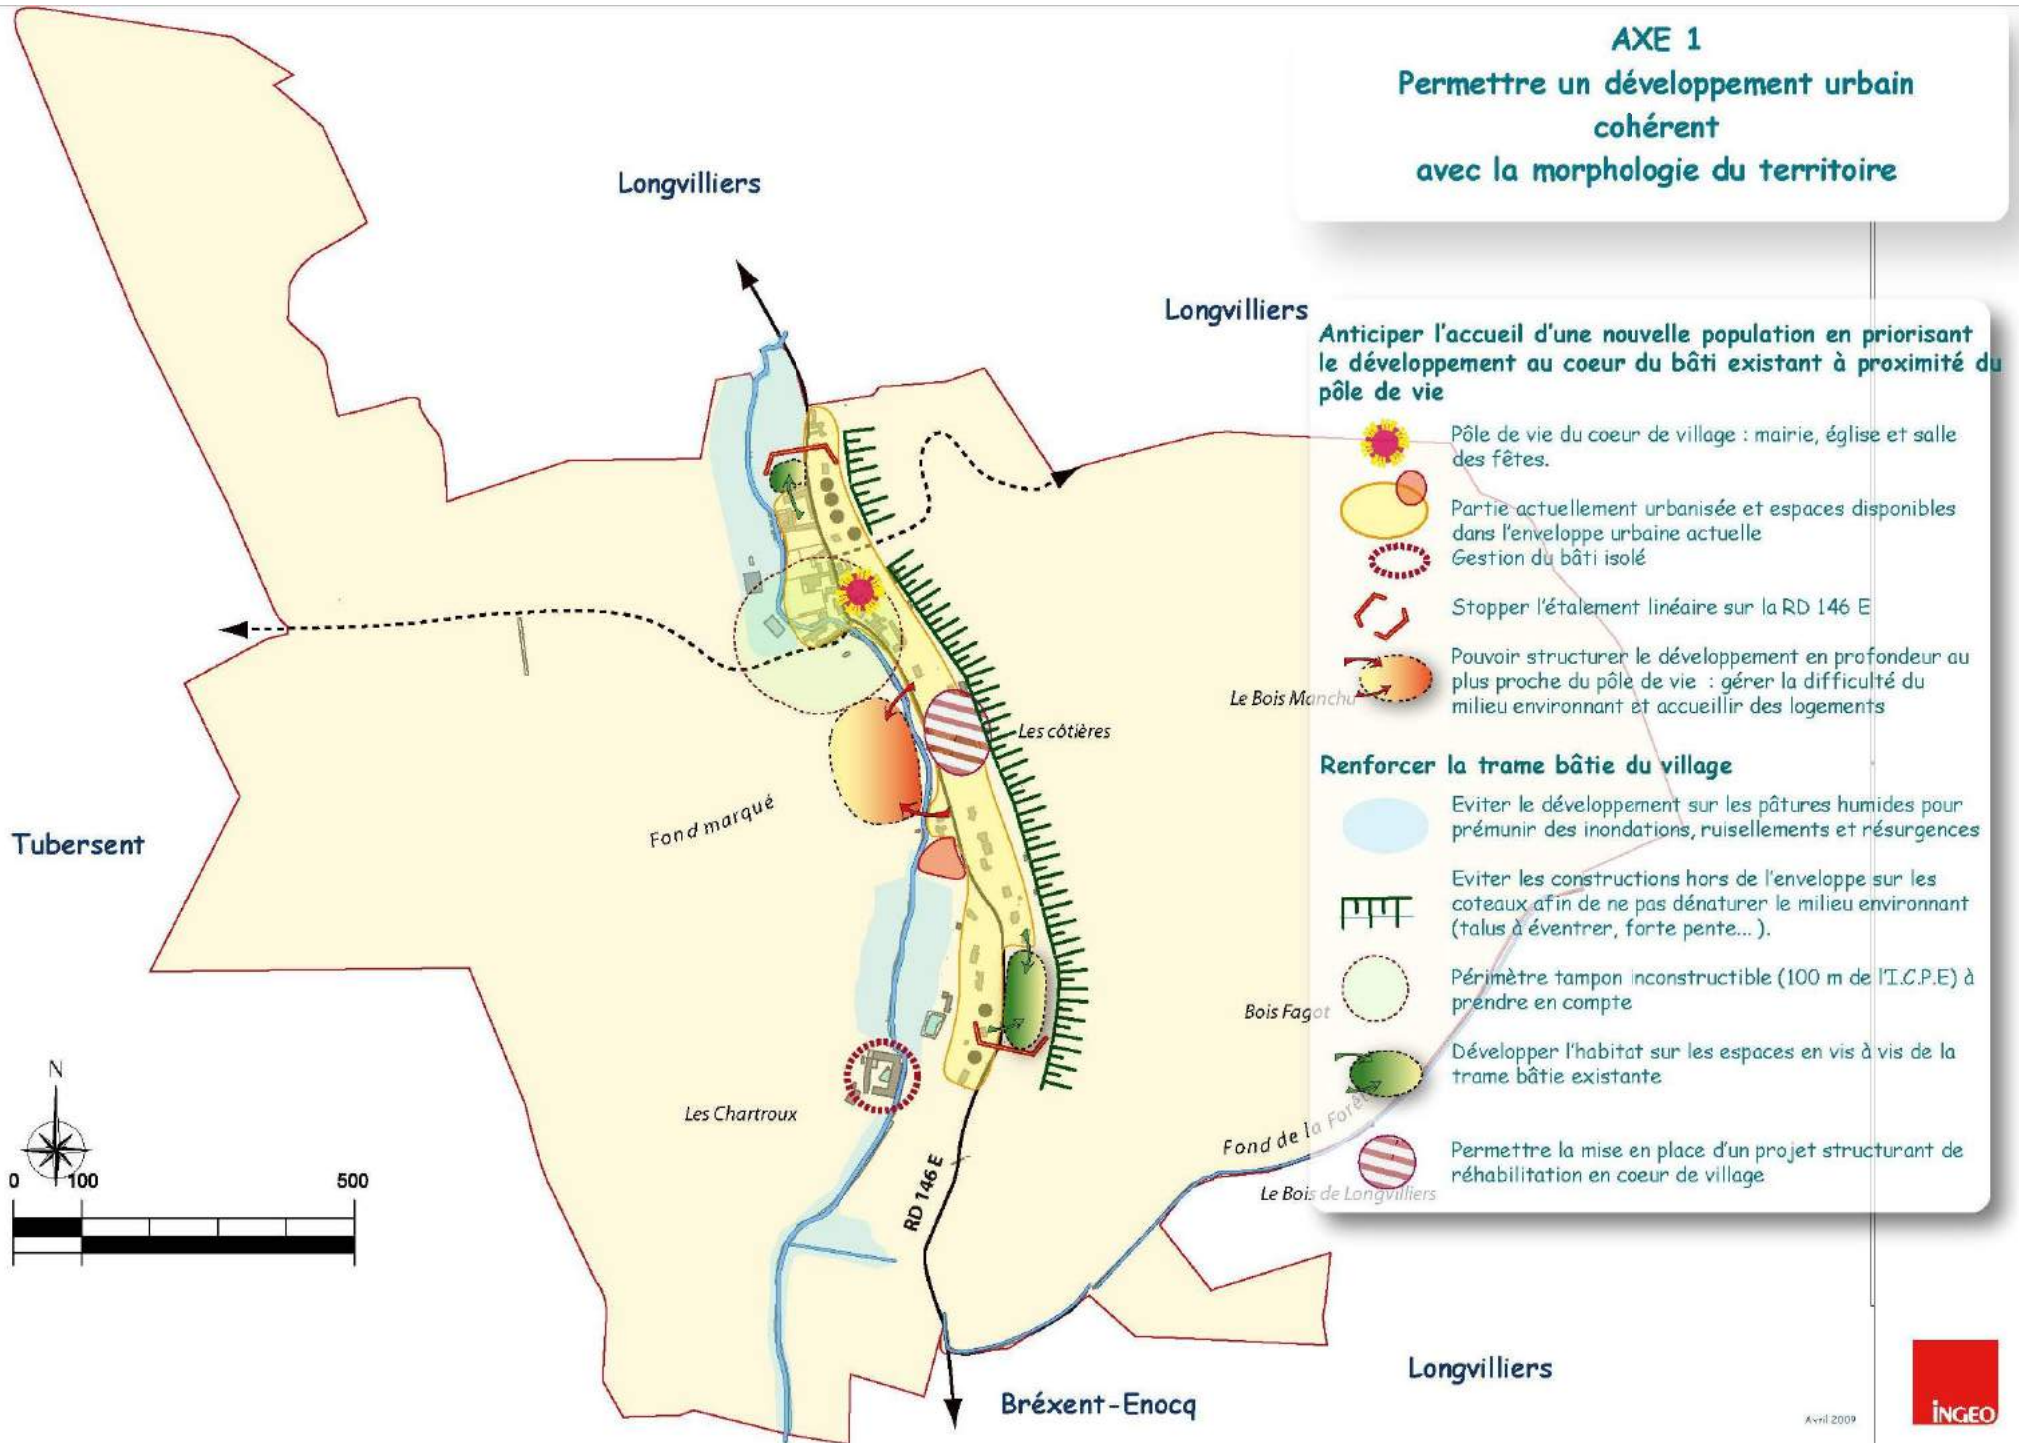 AXE 1
Permettre un développement urbain
cohérent
avec la morphologie du territoire
Longvilliers
Longvilliers
Anticiper l'accueil d'une nouvelle population en priorisant
le développement au coeur du bâti existant à proximité du
pôle de vie
Pôle de vie du coeur de village : mairie, église et salle
des fêtes.
Partie actuellement urbanisée et espaces disponibles
dans l'enveloppe urbaine actuelle
Gestion du bâti isolé
Stopper l'étalement linéaire sur la RD 146 E
Pouvoir structurer le développement en profondeur au
plus proche du pôle de vie : gérer la difficulté du
milieu environnant et accueillir des logements
Le Bois Manchu
Les côtières
Renforcer la trame bâtie du village
Fond marqué
Tubersent
Eviter le développement sur les pâtures humides pour
prémunir des inondations, ruisellements et résurgences
Eviter les constructions hors de l'enveloppe sur les
coteaux afin de ne pas dénaturer le milieu environnant
(talus à éventrer, forte pente... ).
Périmètre tampon inconstructible (100 m de l'I.C.P.E) à
prendre en compte
Bois Fagot
Développer l'habitat sur les espaces en vis à vis de la
trame bâtie existante
N
Les Chartroux
Fond de la Forêt
Permettre la mise en place d'un projet structurant de
réhabilitation en coeur de village
0 100 500
RD 146 E
Le Bois de Longvilliers
Longvilliers
Bréxent-Enocq
Avril 2009
INGEO